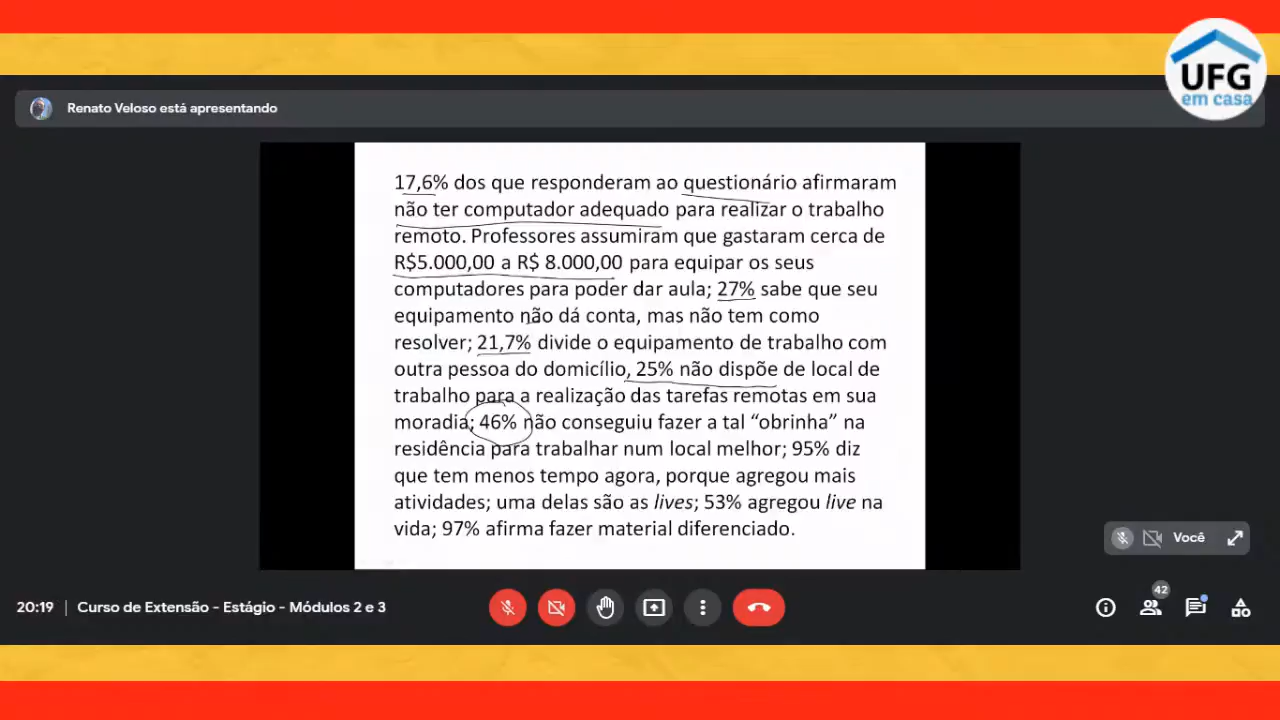 UFG
em casa
Renato Veloso está apresentando
17,6% dos que responderam ao questionário afirmaram
não ter computador adequado para realizar o trabalho
remoto. Professores assumiram que gastaram cerca de
R$5.000,00 a R$ 8.000,00 para equipar os seus
computadores para poder dar aula; 27% sabe que seu
equipamento não dá conta, mas não tem como
resolver; 21,7% divide o equipamento de trabalho com
outra pessoa do domicílio, 25% não dispõe de local de
trabalho para a realização das tarefas remotas em sua
moradia; 46% não conseguiu fazer a tal “obrinha” na
residência para trabalhar num local melhor; 95% diz
que tem menos tempo agora, porque agregou mais
atividades; uma delas são as lives; 53% agregou live na
vida; 97% afirma fazer material diferenciado.
Você
20:19 | Curso de Extensão - Estágio - Módulos 2 e 3
42